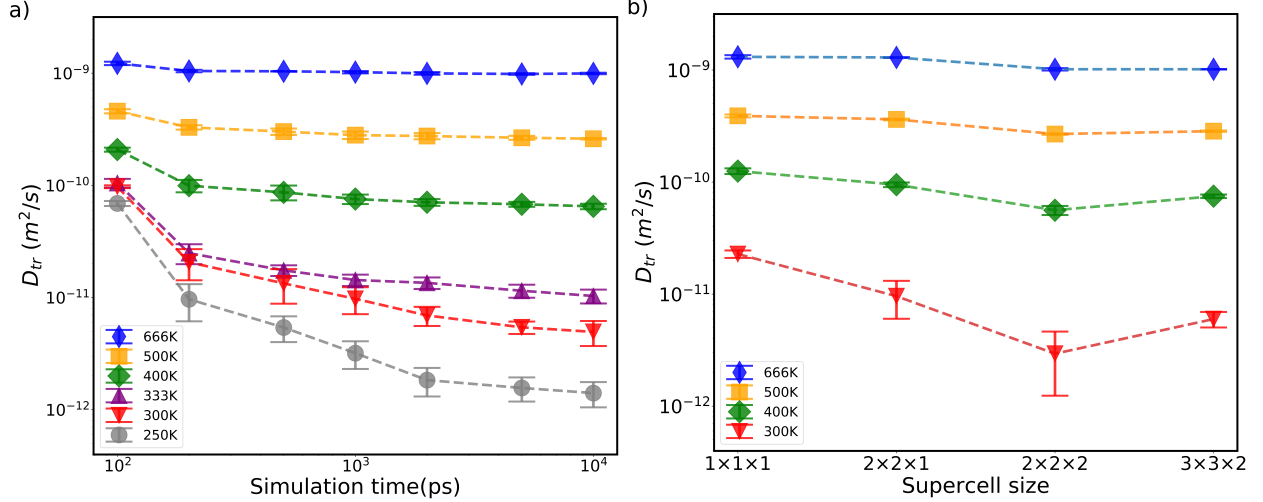 a)
D_tr (m²/s)
10⁻⁹
10⁻¹⁰
10⁻¹¹
10⁻¹²
666K
500K
400K
333K
300K
250K
10²
10³
10⁴
Simulation time(ps)
b)
D_tr (m²/s)
10⁻⁹
10⁻¹⁰
10⁻¹¹
10⁻¹²
666K
500K
400K
300K
1×1×1
2×2×1
2×2×2
3×3×2
Supercell size